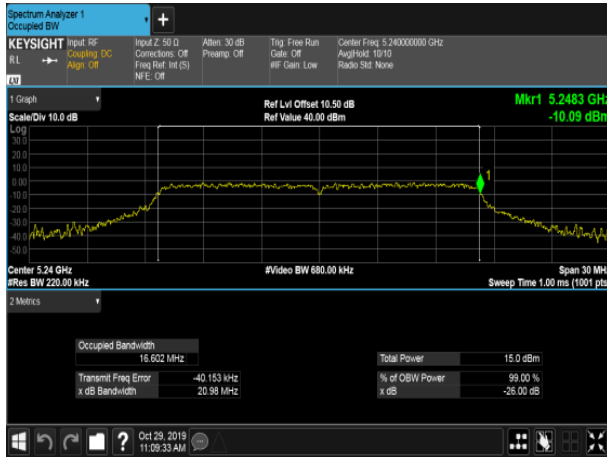 Spectrum Analyzer 1
Occupied BW
+
KEYSIGHT
RL
LXI
Input: RF
Coupling: DC
Align: Off
Input Z: 50 Ω
Corrections: Off
Freq Ref: Int (S)
NFE: Off
Atten: 30 dB
Preamp: Off
Trig: Free Run
Gate: Off
#IF Gain: Low
Center Freq: 5.240000000 GHz
Avg|Hold: 10/10
Radio Std: None
1 Graph
Scale/Div 10.0 dB
Ref Lvl Offset 10.50 dB
Ref Value 40.00 dBm
Mkr1 5.2483 GHz
-10.09 dBm
Log
30.0
20.0
10.0
0.00
-10.0
-20.0
-30.0
-40.0
-50.0
1
Center 5.24 GHz
#Res BW 220.00 kHz
#Video BW 680.00 kHz
Span 30 MHz
Sweep Time 1.00 ms (1001 pts
2 Metrics
Occupied Bandwidth
16.602 MHz
Transmit Freq Error -40.153 kHz
x dB Bandwidth 20.98 MHz
Total Power 15.0 dBm
% of OBW Power 99.00 %
x dB -26.00 dB
?
Oct 29, 2019
11:09:33 AM